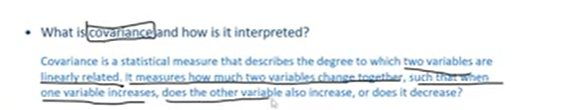 • What is covariance and how is it interpreted?
Covariance is a statistical measure that describes the degree to which two variables are
linearly related. It measures how much two variables change together, such that when
one variable increases, does the other variable also increase, or does it decrease?